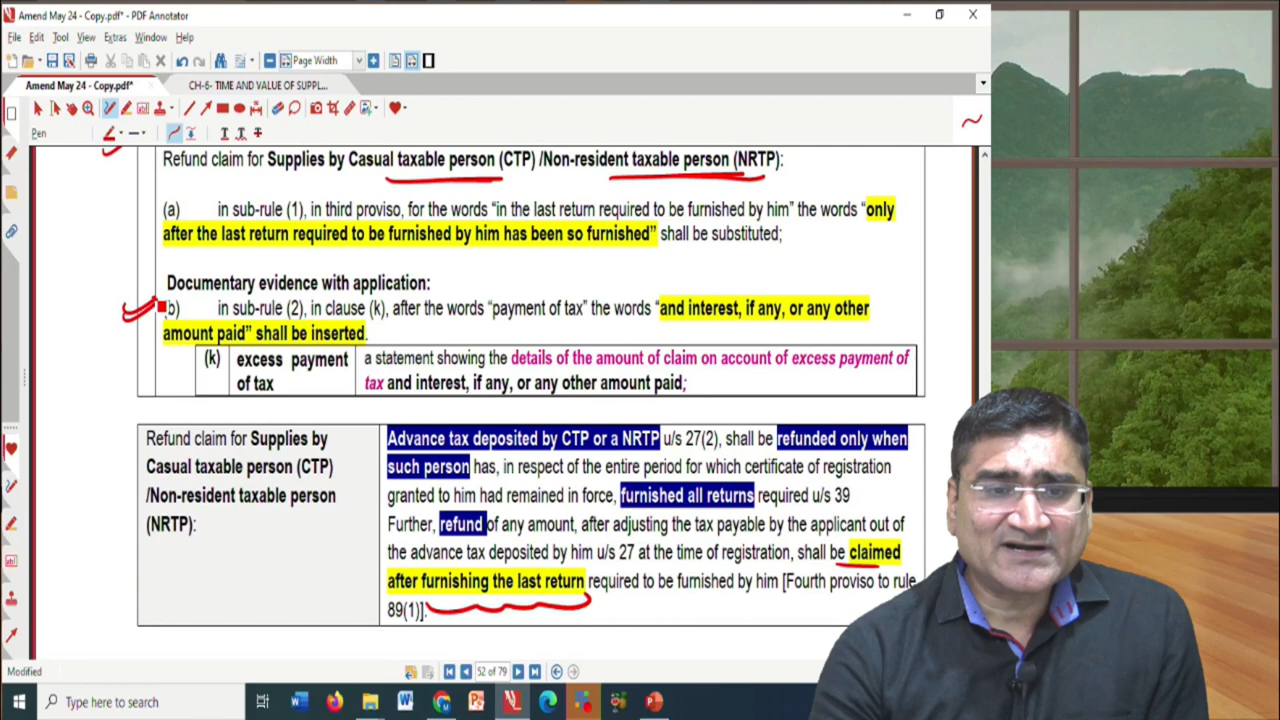 Amend May 24 - Copy.pdf* - PDF Annotator
File Edit Tool View Extras Window Help
Page Width
Amend May 24 - Copy.pdf*
CH-6- TIME AND VALUE OF SUPPL...
Pen
Refund claim for Supplies by Casual taxable person (CTP) /Non-resident taxable person (NRTP):
(a) in sub-rule (1), in third proviso, for the words “in the last return required to be furnished by him” the words “only
after the last return required to be furnished by him has been so furnished” shall be substituted;
Documentary evidence with application:
(b) in sub-rule (2), in clause (k), after the words “payment of tax” the words “and interest, if any, or any other
amount paid” shall be inserted.
(k) excess payment of tax
a statement showing the details of the amount of claim on account of excess payment of
tax and interest, if any, or any other amount paid;
Refund claim for Supplies by
Casual taxable person (CTP)
/Non-resident taxable person
(NRTP):
Advance tax deposited by CTP or a NRTP u/s 27(2), shall be refunded only when
such person has, in respect of the entire period for which certificate of registration
granted to him had remained in force, furnished all returns required u/s 39
Further, refund of any amount, after adjusting the tax payable by the applicant out of
the advance tax deposited by him u/s 27 at the time of registration, shall be claimed
after furnishing the last return required to be furnished by him [Fourth proviso to rule
89(1)].
Modified
52 of 79
Type here to search